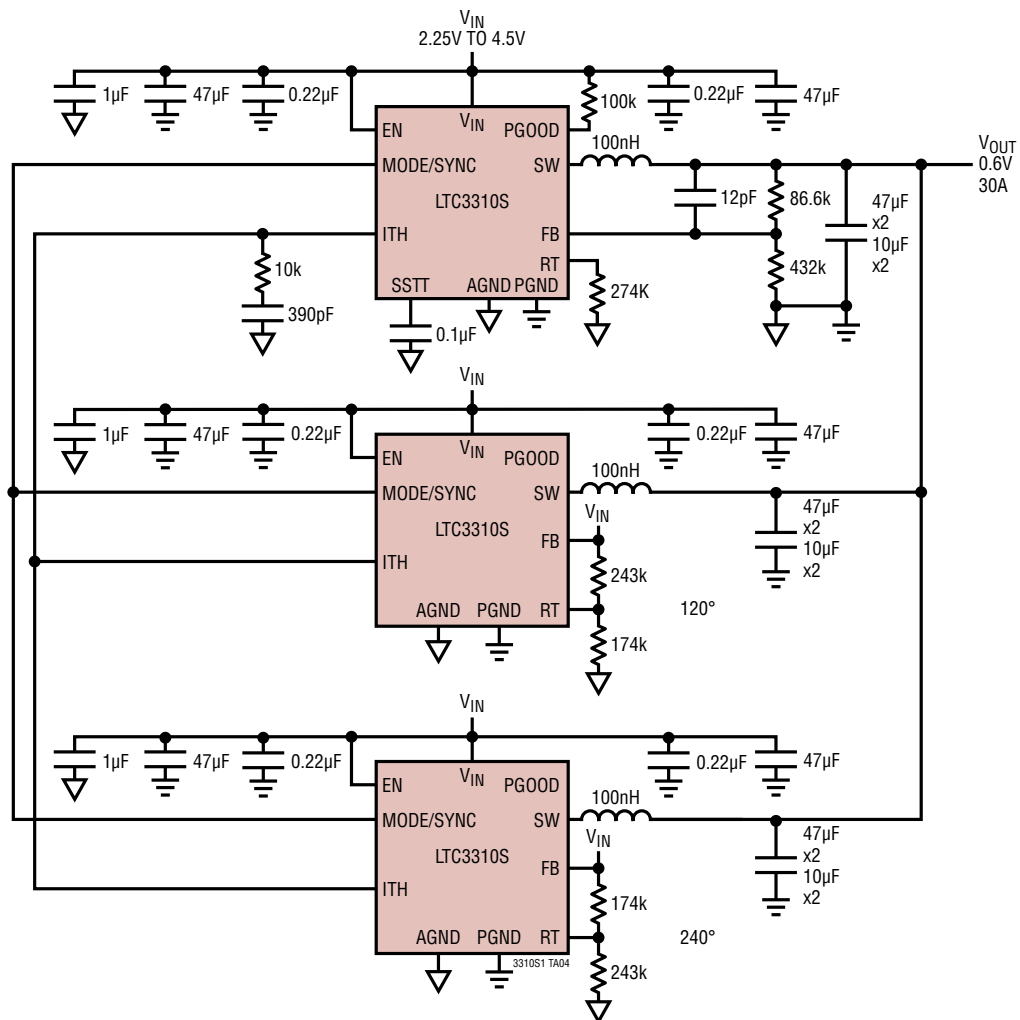 VIN
2.25V TO 4.5V
1µF
47µF
0.22µF
100k
0.22µF
47µF
EN
VIN
PGOOD
100nH
MODE/SYNC
SW
VOUT
0.6V
30A
LTC3310S
12pF
86.6k
47µF
x2
10µF
x2
ITH
FB
10k
RT
432k
SSTT
AGND
PGND
274K
390pF
0.1µF
VIN
1µF
47µF
0.22µF
0.22µF
47µF
EN
VIN
PGOOD
100nH
MODE/SYNC
SW
VIN
47µF
x2
10µF
x2
LTC3310S
FB
ITH
243k
AGND
PGND
RT
120°
174k
VIN
1µF
47µF
0.22µF
0.22µF
47µF
EN
VIN
PGOOD
100nH
MODE/SYNC
SW
VIN
47µF
x2
10µF
x2
LTC3310S
FB
ITH
174k
AGND
PGND
RT
240°
3310S1 TA04
243k